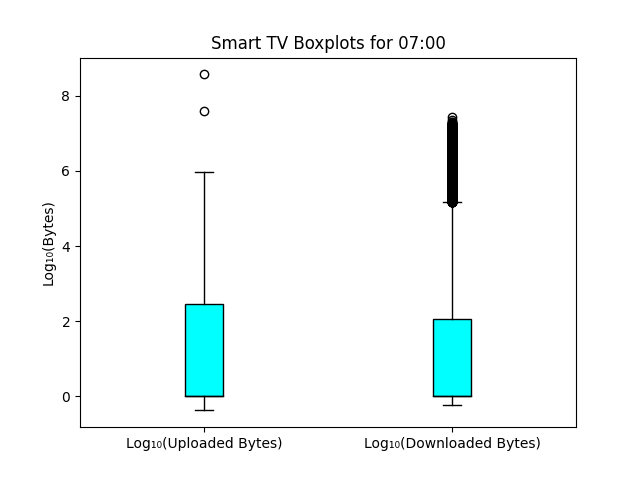 Smart TV Boxplots for 07:00
8
6
4
2
0
Log₁₀(Bytes)
Log₁₀(Uploaded Bytes)
Log₁₀(Downloaded Bytes)